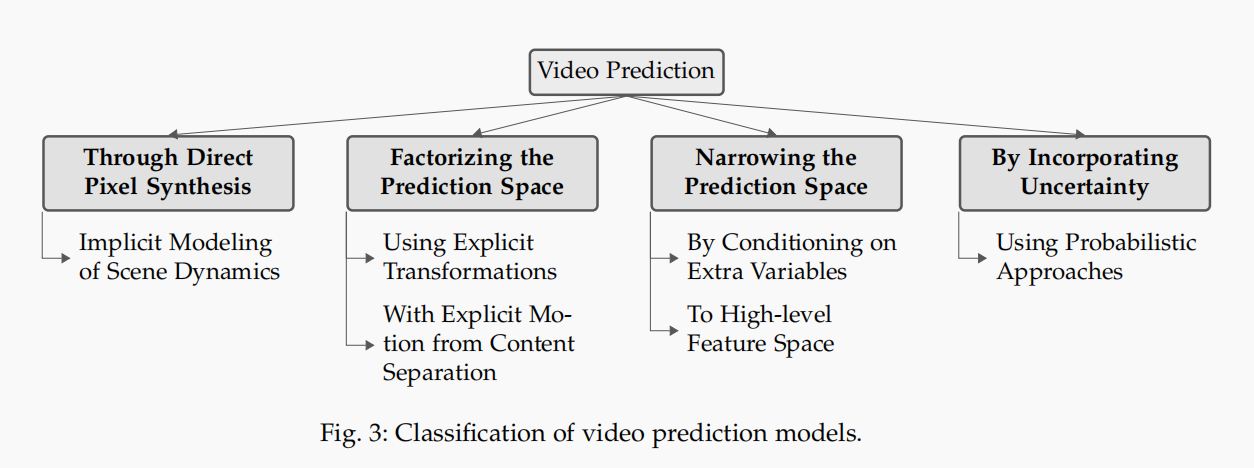 Video Prediction
Through Direct
Pixel Synthesis
Implicit Modeling
of Scene Dynamics
Factorizing the
Prediction Space
Using Explicit
Transformations
With Explicit Mo-
tion from Content
Separation
Narrowing the
Prediction Space
By Conditioning on
Extra Variables
To High-level
Feature Space
By Incorporating
Uncertainty
Using Probabilistic
Approaches
Fig. 3: Classification of video prediction models.